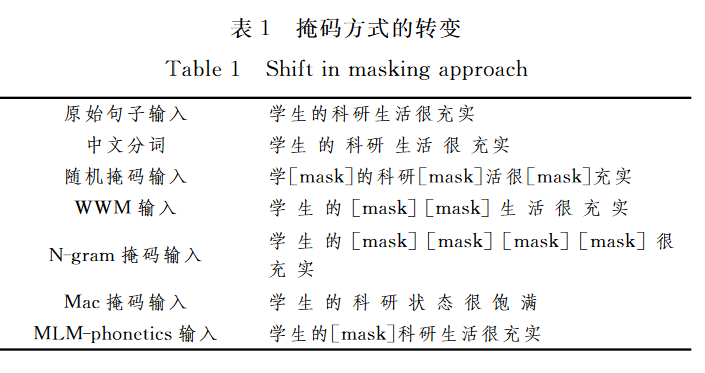 表1 掩码方式的转变
Table 1 Shift in masking approach
原始句子输入 学生的科研生活很充实
中文分词 学生 的 科研 生活 很 充实
随机掩码输入 学[mask]的科研[mask]活很[mask]充实
WWM 输入 学 生 的 [mask] [mask] 生 活 很 充 实
N-gram 掩码输入 学 生 的 [mask] [mask] [mask] [mask] 很
充 实
Mac 掩码输入 学 生 的 科 研 状 态 很 饱 满
MLM-phonetics 输入 学生的[mask]科研生活很充实